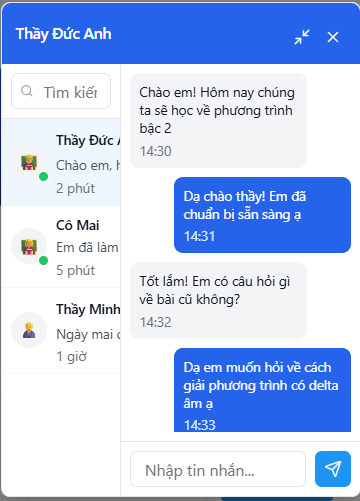 Thầy Đức Anh
Tìm kiến
Thầy Đức
Chào em, h
2 phút
Cô Mai
Em đã làm
5 phút
Thầy Minh
Ngày mai
1 giờ
Chào em! Hôm nay chúng
ta sẽ học về phương trình
bậc 2
14:30
Dạ chào thầy! Em đã
chuẩn bị sẵn sàng ạ
14:31
Tốt lắm! Em có câu hỏi gì
về bài cũ không?
14:32
Dạ em muốn hỏi về cách
giải phương trình có delta
âm ạ
14:33
Nhập tin nhắn...